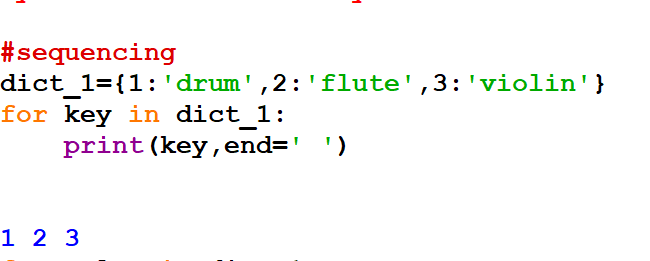 #sequencing
dict_1={1:'drum',2:'flute',3:'violin'}
for key in dict_1:
    print(key,end=' ')
1 2 3